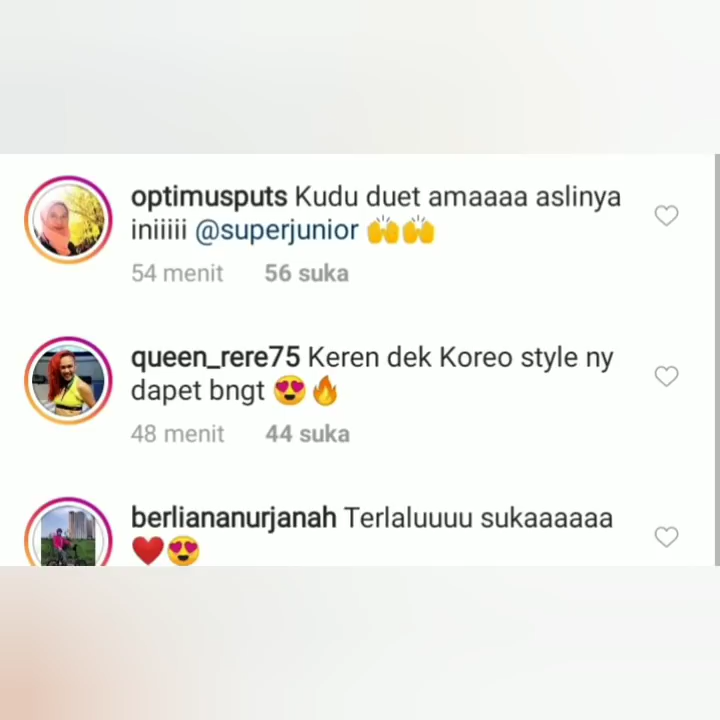 optimusputs Kudu duet amaaaa aslinya
iniiiii @superjunior 🙌🙌
54 menit 56 suka
queen_rere75 Keren dek Koreo style ny
dapet bngt 😍🔥
48 menit 44 suka
berliananurjanah Terlaluuuu sukaaaaaa
❤️😍